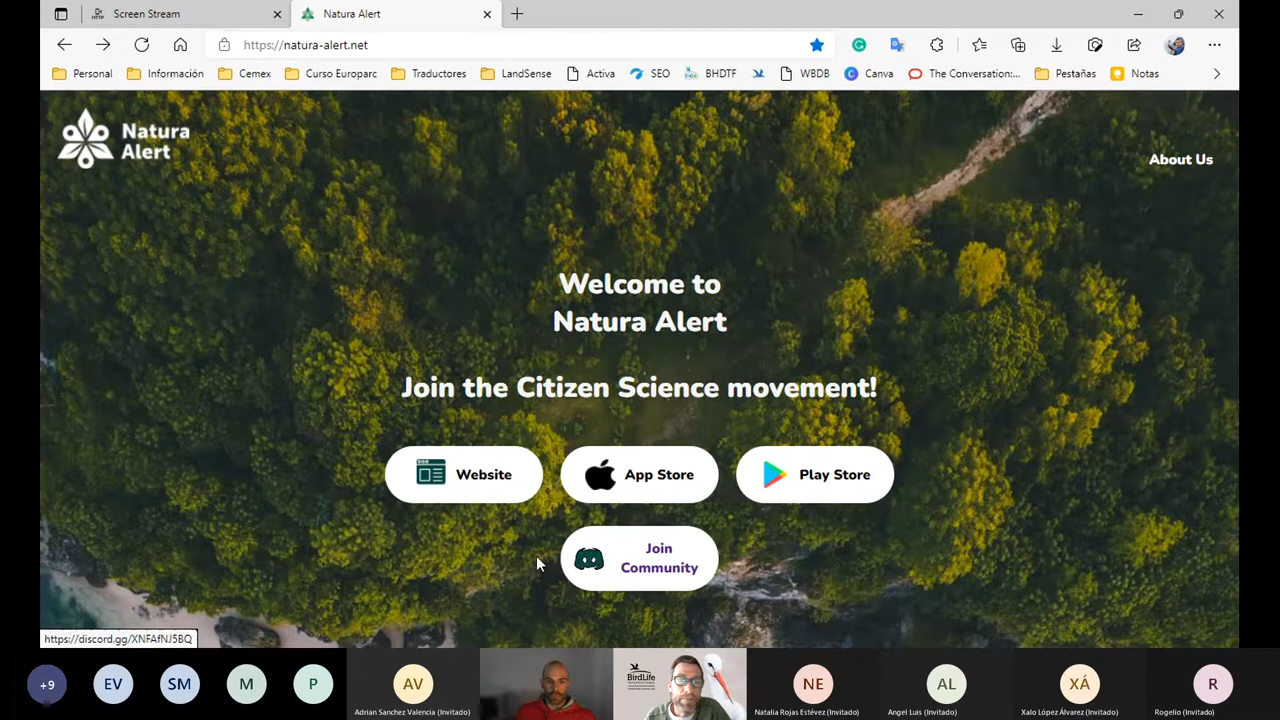 Screen Stream
Natura Alert
https://natura-alert.net
Personal
Información
Cemex
Curso Europarc
Traductores
LandSense
Activa
SEO
BHDTF
WBDB
Canva
The Conversation:...
Pestañas
Notas
Natura
Alert
About Us
Welcome to
Natura Alert
Join the Citizen Science movement!
Website
App Store
Play Store
Join
Community
https://discord.gg/XNFAfNJ5BQ
+9
EV
SM
M
P
AV
Adrian Sanchez Valencia (Invitado)
BirdLife
INTERNATIONAL
NE
Natalia Rojas Estévez (Invitado)
AL
Angel Luis (Invitado)
XÁ
Xalo López Álvarez (Invitado)
R
Rogelio (Invitado)